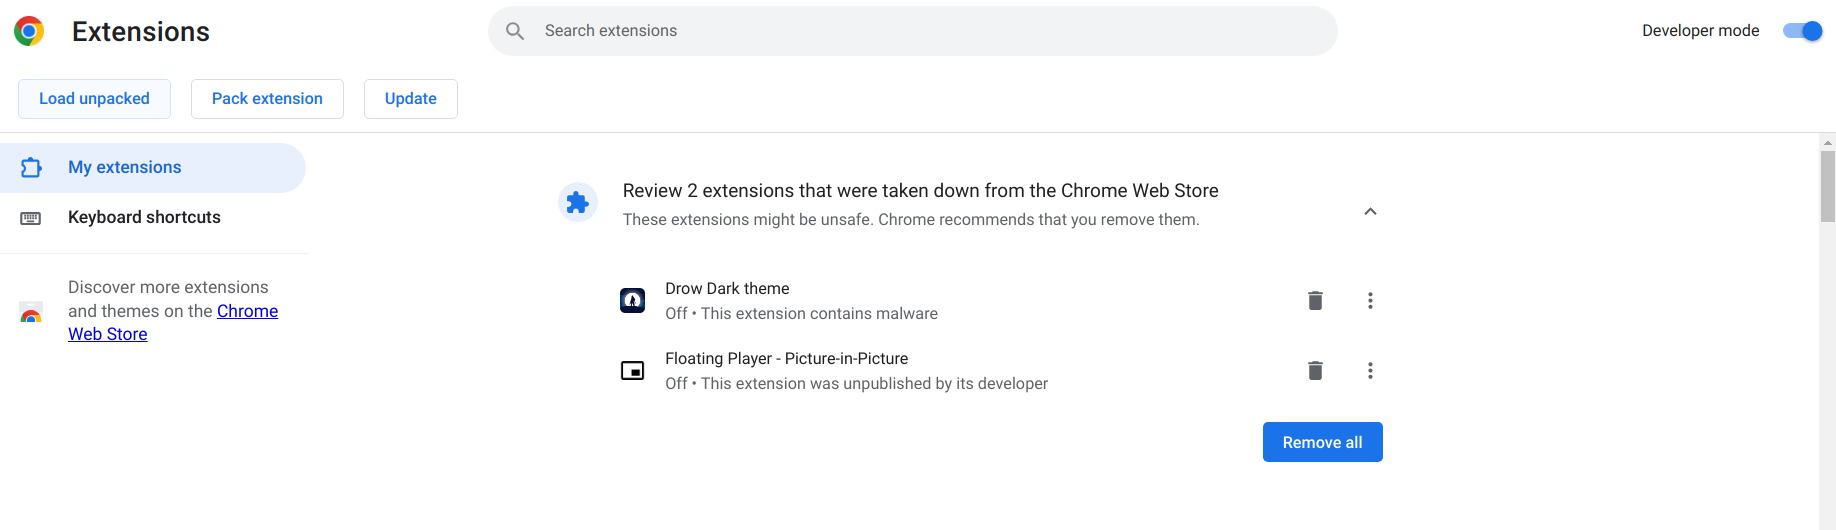 Extensions
Search extensions
Developer mode
Load unpacked
Pack extension
Update
My extensions
Keyboard shortcuts
Discover more extensions
and themes on the Chrome
Web Store
Review 2 extensions that were taken down from the Chrome Web Store
These extensions might be unsafe. Chrome recommends that you remove them.
Drow Dark theme
Off • This extension contains malware
Floating Player - Picture-in-Picture
Off • This extension was unpublished by its developer
Remove all